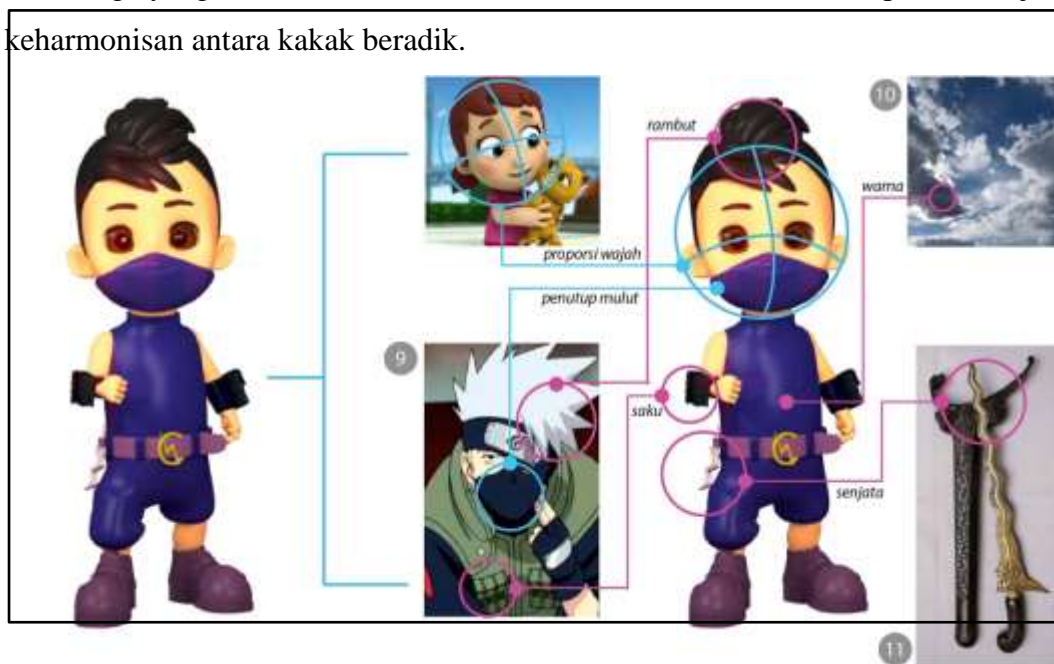 keharmonisan antara kakak beradik.
10
rambut
warna
proporsi wajah
penutup mulut
9
saku
senjata
11